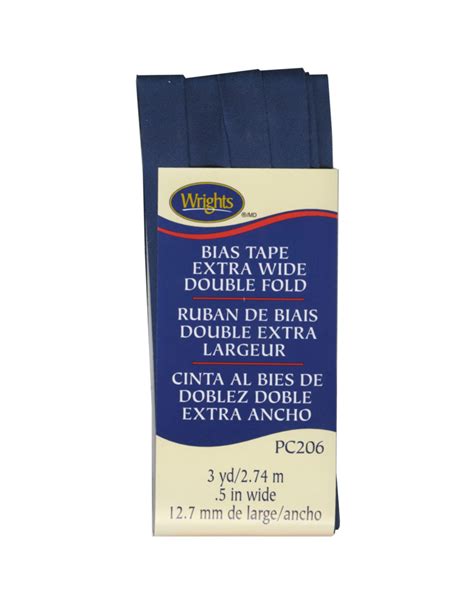 Wrights
®/MD
BIAS TAPE
EXTRA WIDE
DOUBLE FOLD
RUBAN DE BIAIS
DOUBLE EXTRA
LARGEUR
CINTA AL BIES DE
DOBLEZ DOBLE
EXTRA ANCHO
PC206
3 yd/2.74 m
.5 in wide
12.7 mm de large/ancho